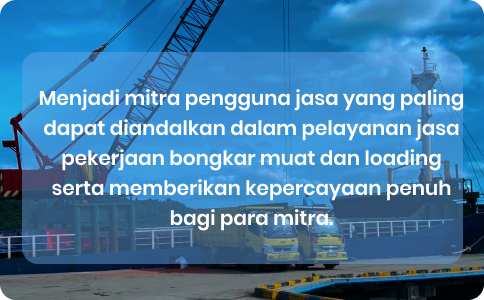 Menjadi mitra pengguna jasa yang paling
dapat diandalkan dalam pelayanan jasa
pekerjaan bongkar muat dan loading
serta memberikan kepercayaan penuh
bagi para mitra.